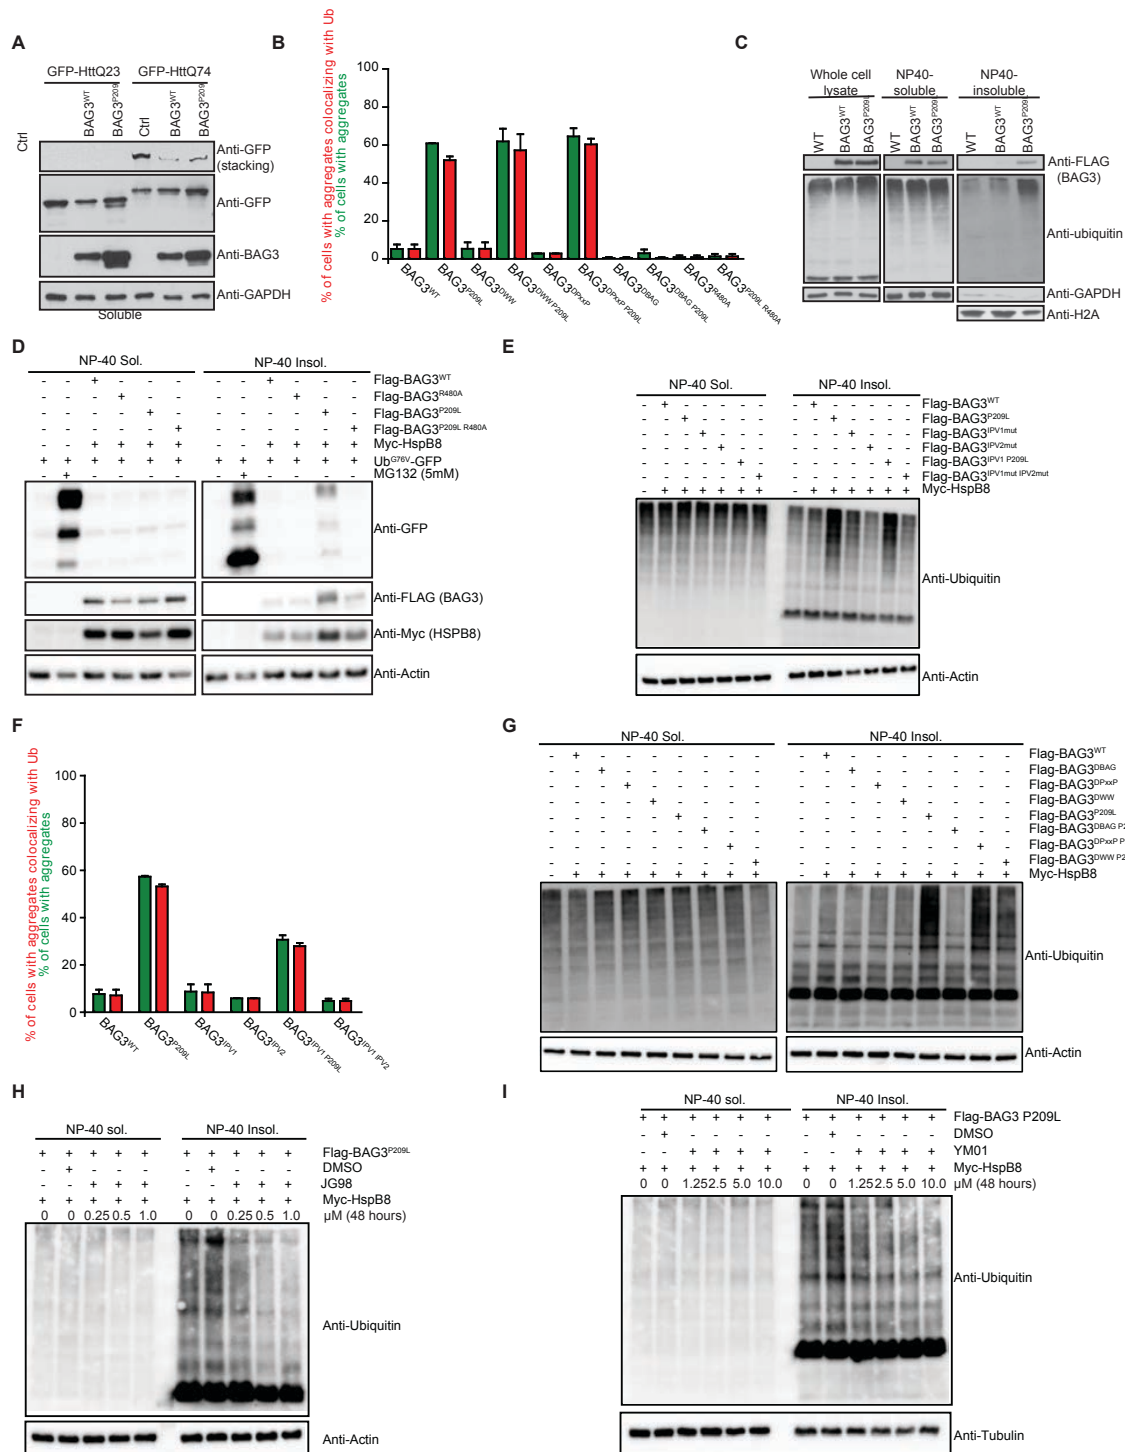 A
GFP-HttQ23 GFP-HttQ74
Ctrl BAG3WT BAG3P209L Ctrl BAG3WT BAG3P209L
Anti-GFP
(stacking)
Anti-GFP
Anti-BAG3
Anti-GAPDH
Soluble
B
% of cells with aggregates colocalizing with Ub
% of cells with aggregates
100
80
60
40
20
0
BAG3WT BAG3P209L BAG3DWW BAG3DWW P209L BAG3DPxxP BAG3DPxxP P209L BAG3DBAG BAG3DBAG P209L BAG3R480A BAG3P209L R480A
C
Whole cell lysate NP40-soluble NP40-insoluble
WT BAG3WT BAG3P209L WT BAG3WT BAG3P209L WT BAG3WT BAG3P209L
Anti-FLAG
(BAG3)
Anti-ubiquitin
Anti-GAPDH
Anti-H2A
D
NP-40 Sol. NP-40 Insol.
- - + - - - - - - + - - - - Flag-BAG3WT
- - - + - - - - - - + - - - Flag-BAG3R480A
- - - - + - - - - - - + - Flag-BAG3P209L
- - - - - + - - - - - + Flag-BAG3P209L R480A
- - + + + + - - + + + + Myc-HspB8
+ + + + + + + + + + + + UbG76V-GFP
- + - - - - - + - - - - MG132 (5mM)
Anti-GFP
Anti-FLAG (BAG3)
Anti-Myc (HSPB8)
Anti-Actin
E
NP-40 Sol. NP-40 Insol.
- + - - - - - - + - - - - - Flag-BAG3WT
- - + - - - - - - + - - - - Flag-BAG3P209L
- - - + - - - - - - + - - - Flag-BAG3IPV1mut
- - - - + - - - - - - + - - Flag-BAG3IPV2mut
- - - - - + - - - - - - + - Flag-BAG3IPV1 P209L
- - - - - - + - - - - - - + Flag-BAG3IPV1mut IPV2mut
- + + + + + + - + + + + + + Myc-HspB8
Anti-Ubiquitin
Anti-Actin
F
% of cells with aggregates colocalizing with Ub
% of cells with aggregates
100
80
60
40
20
0
BAG3WT BAG3P209L BAG3IPV1 BAG3IPV2 BAG3IPV1 P209L BAG3IPV1 IPV2
G
NP-40 Sol. NP-40 Insol.
- + - - - - - - - - + - - - - - - - Flag-BAG3WT
- - + - - - - - - - - + - - - - - - Flag-BAG3DBAG
- - - + - - - - - - - - + - - - - - Flag-BAG3DPxxP
- - - - + - - - - - - - - + - - - - Flag-BAG3DWW
- - - - - + - - - - - - - - + - - - Flag-BAG3P209L
- - - - - - + - - - - - - - - + - - Flag-BAG3DBAG P2
- - - - - - - + - - - - - - - - + - Flag-BAG3DPxxP P
- - - - - - - - + - - - - - - - - + Flag-BAG3DWW P2
- + + + + + + + + - + + + + + + + + Myc-HspB8
Anti-Ubiquitin
Anti-Actin
H
NP-40 sol. NP-40 Insol.
+ + + + + + + + + + Flag-BAG3P209L
- + - - - - + - - - DMSO
- - + + + - - + + + JG98
+ + + + + + + + + + Myc-HspB8
0 0 0.25 0.5 1.0 0 0 0.25 0.5 1.0 µM (48 hours)
Anti-Ubiquitin
Anti-Actin
I
NP-40 sol. NP-40 Insol.
+ + + + + + + + + + + + Flag-BAG3 P209L
- + - - - - - + - - - - DMSO
- - + + + + - - + + + + YM01
+ + + + + + + + + + + + Myc-HspB8
0 0 1.25 2.5 5.0 10.0 0 0 1.25 2.5 5.0 10.0 µM (48 hours)
Anti-Ubiquitin
Anti-Tubulin